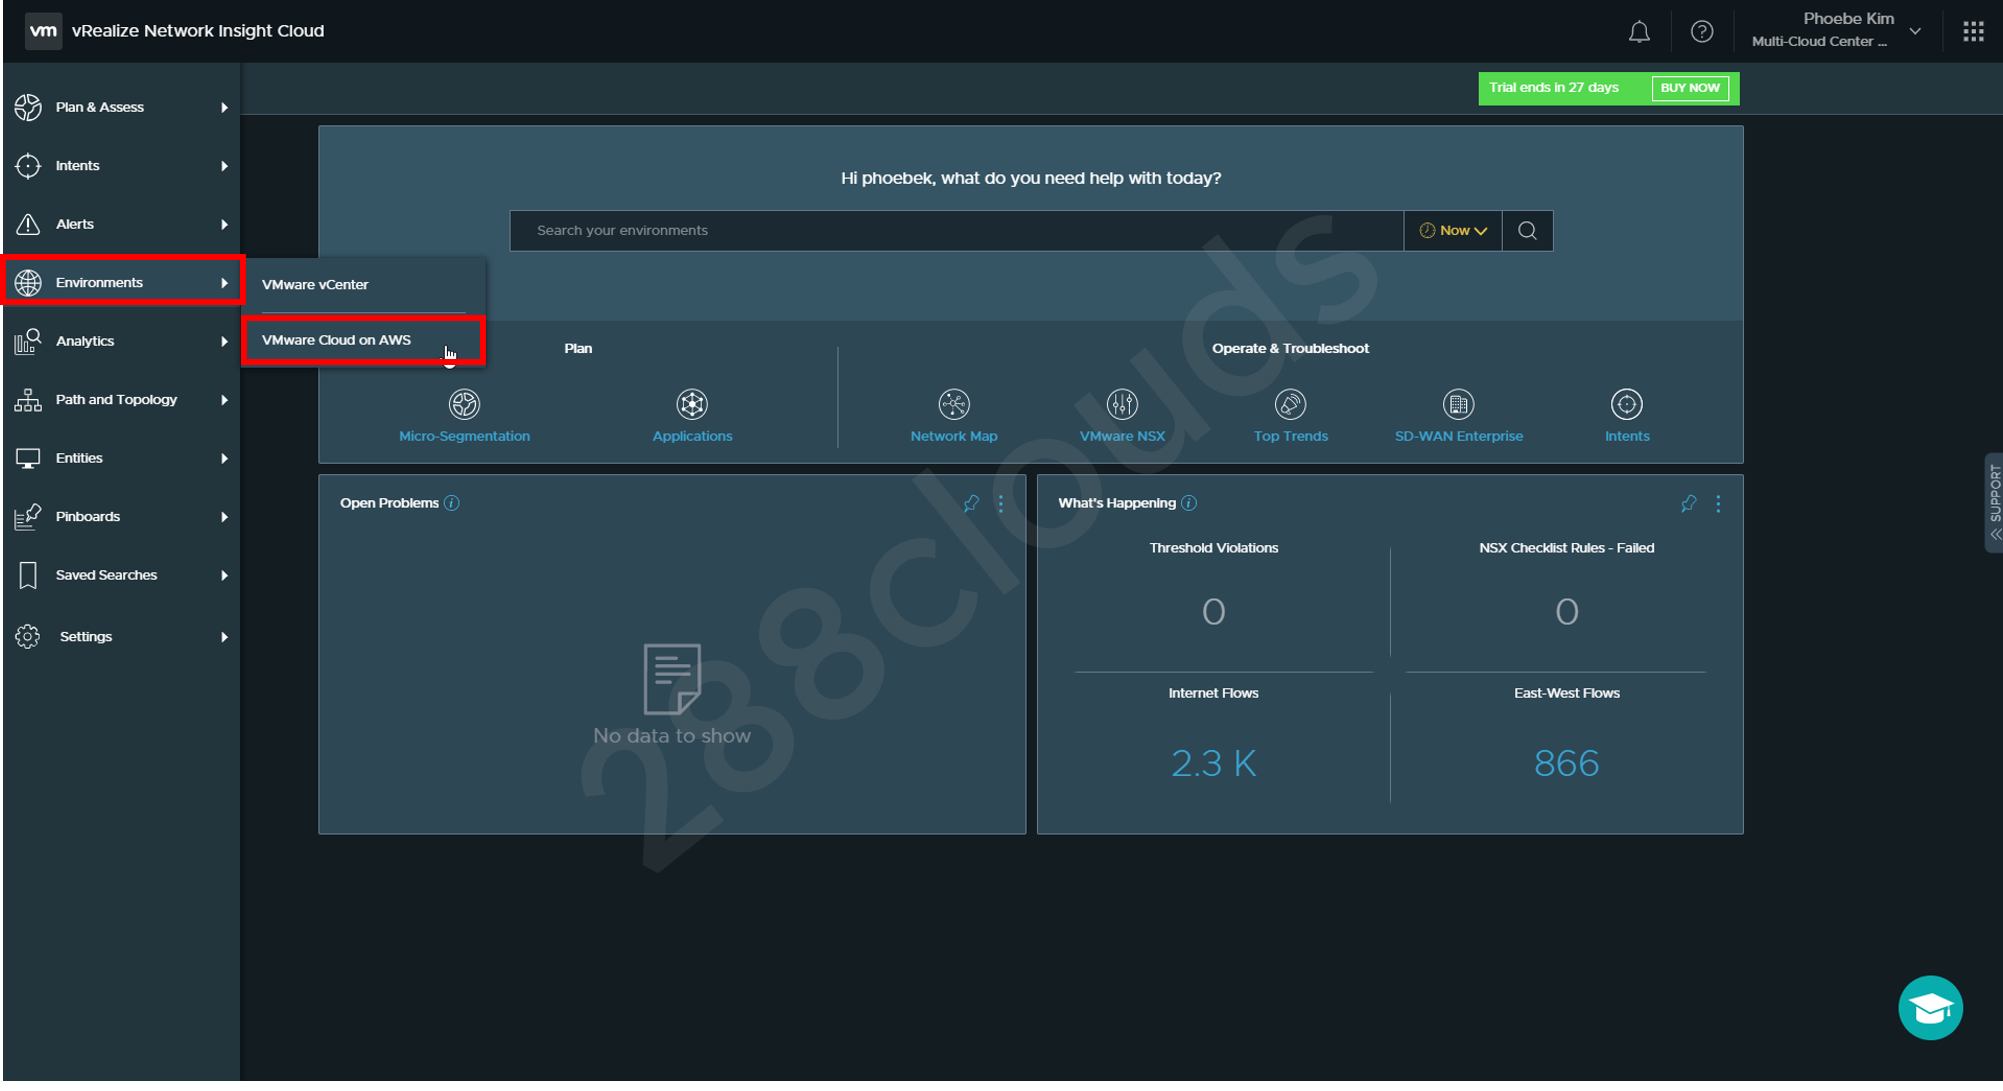 vm vRealize Network Insight Cloud
Phoebe Kim
Multi-Cloud Center ...
Trial ends in 27 days BUY NOW
Plan & Assess
Intents
Alerts
Environments
Analytics
Path and Topology
Entities
Pinboards
Saved Searches
Settings
VMware vCenter
VMware Cloud on AWS
Hi phoebek, what do you need help with today?
Search your environments Now
Plan
Micro-Segmentation Applications
Operate & Troubleshoot
Network Map VMware NSX Top Trends SD-WAN Enterprise Intents
Open Problems
No data to show
What's Happening
Threshold Violations
0
NSX Checklist Rules - Failed
0
Internet Flows
2.3 K
East-West Flows
866
SUPPORT
288clouds